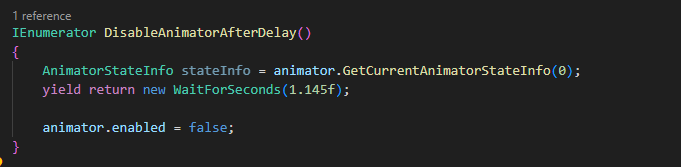 1 reference
IEnumerator DisableAnimatorAfterDelay()
{
    AnimatorStateInfo stateInfo = animator.GetCurrentAnimatorStateInfo(0);
    yield return new WaitForSeconds(1.145f);

    animator.enabled = false;
}